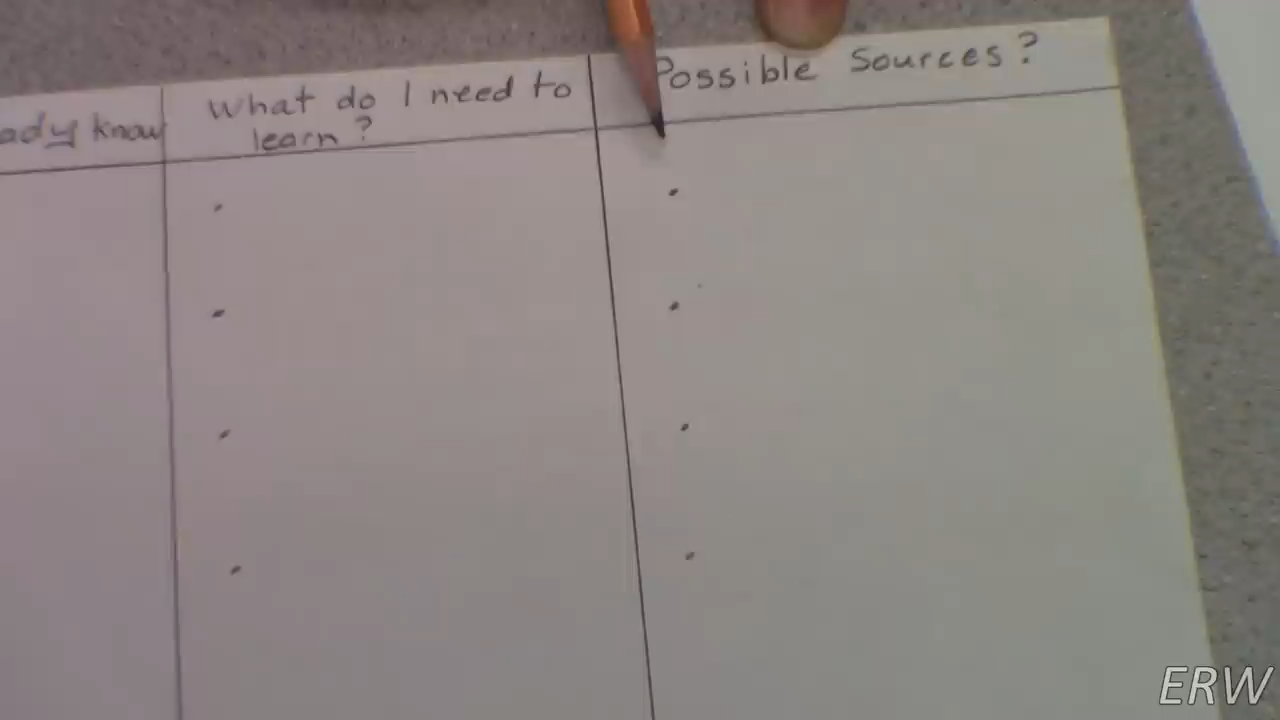 ady know
What do I need to
learn?
Possible Sources?
ERW